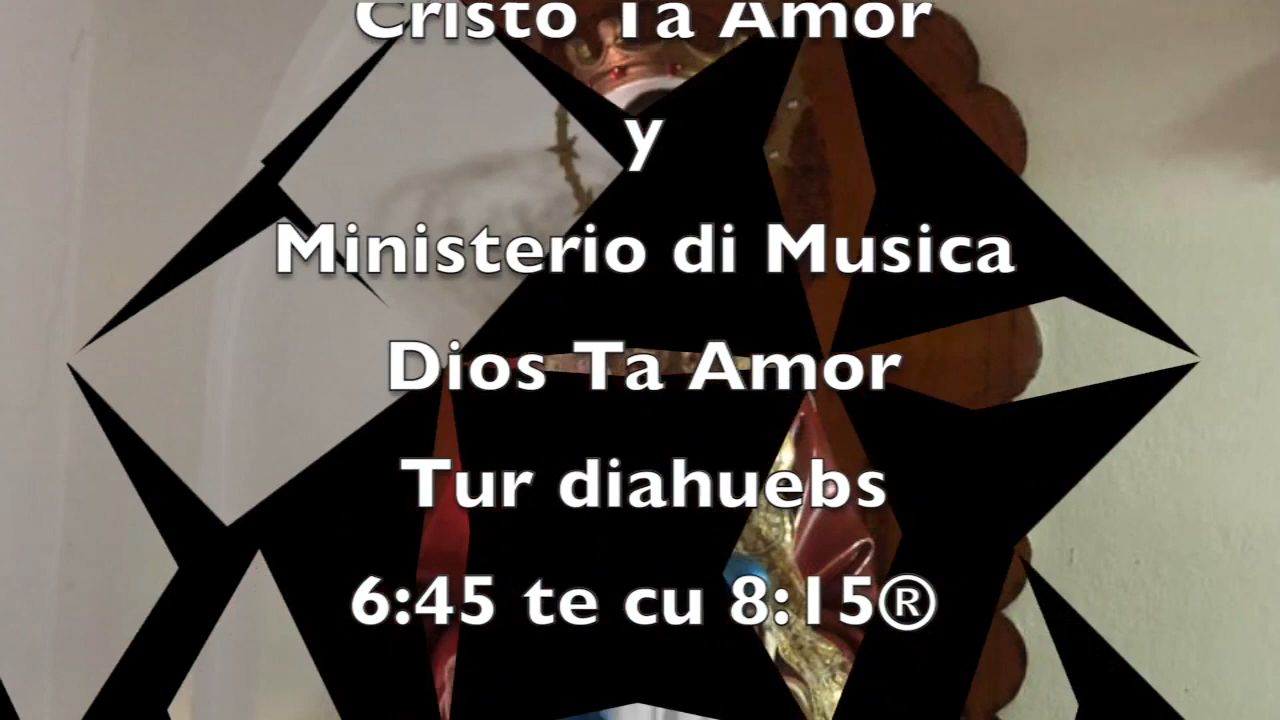 Cristo Ta Amor
y
Ministerio di Musica
Dios Ta Amor
Tur diahuebs
6:45 te cu 8:15®